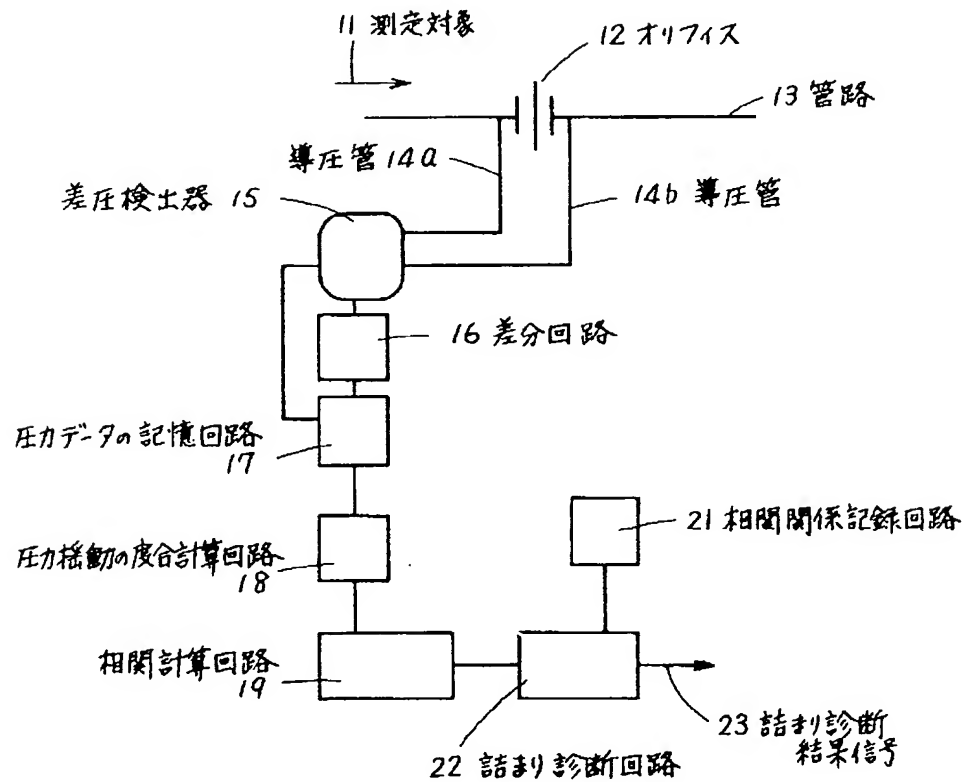 11 測定対象
12 オリフィス
13 管路
導圧管 14a
差圧検出器 15
14b 導圧管
16 差分回路
圧力データの記憶回路
17
圧力揺動の度合計算回路
18
21 相関関係記録回路
相関計算回路
19
23 詰まり診断
結果信号
22 詰まり診断回路